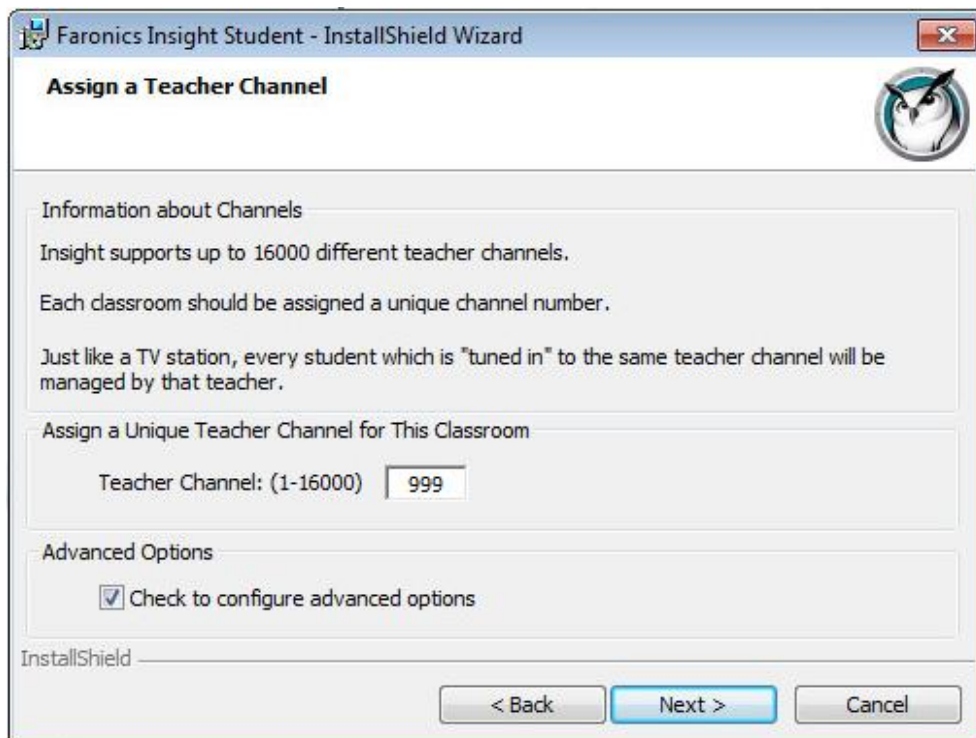 Faronics Insight Student - InstallShield Wizard
Assign a Teacher Channel
Information about Channels
Insight supports up to 16000 different teacher channels.
Each classroom should be assigned a unique channel number.
Just like a TV station, every student which is "tuned in" to the same teacher channel will be
managed by that teacher.
Assign a Unique Teacher Channel for This Classroom
Teacher Channel: (1-16000) 999
Advanced Options
Check to configure advanced options
InstallShield
< Back Next > Cancel